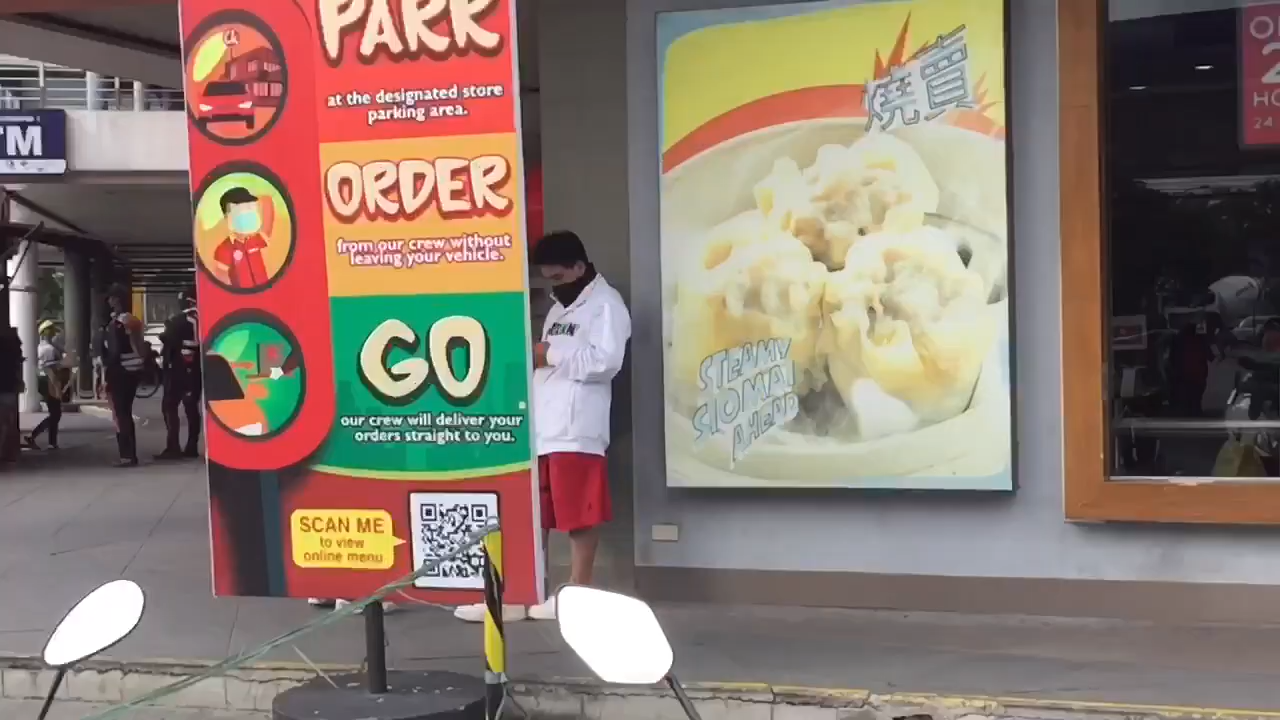 PARK
at the designated store
parking area.
ORDER
from our crew without
leaving your vehicle.
GO
our crew will deliver your
orders straight to you.
SCAN ME
to view
online menu
燒賣
STEAMY
SIOMAI
AHEAD
TM